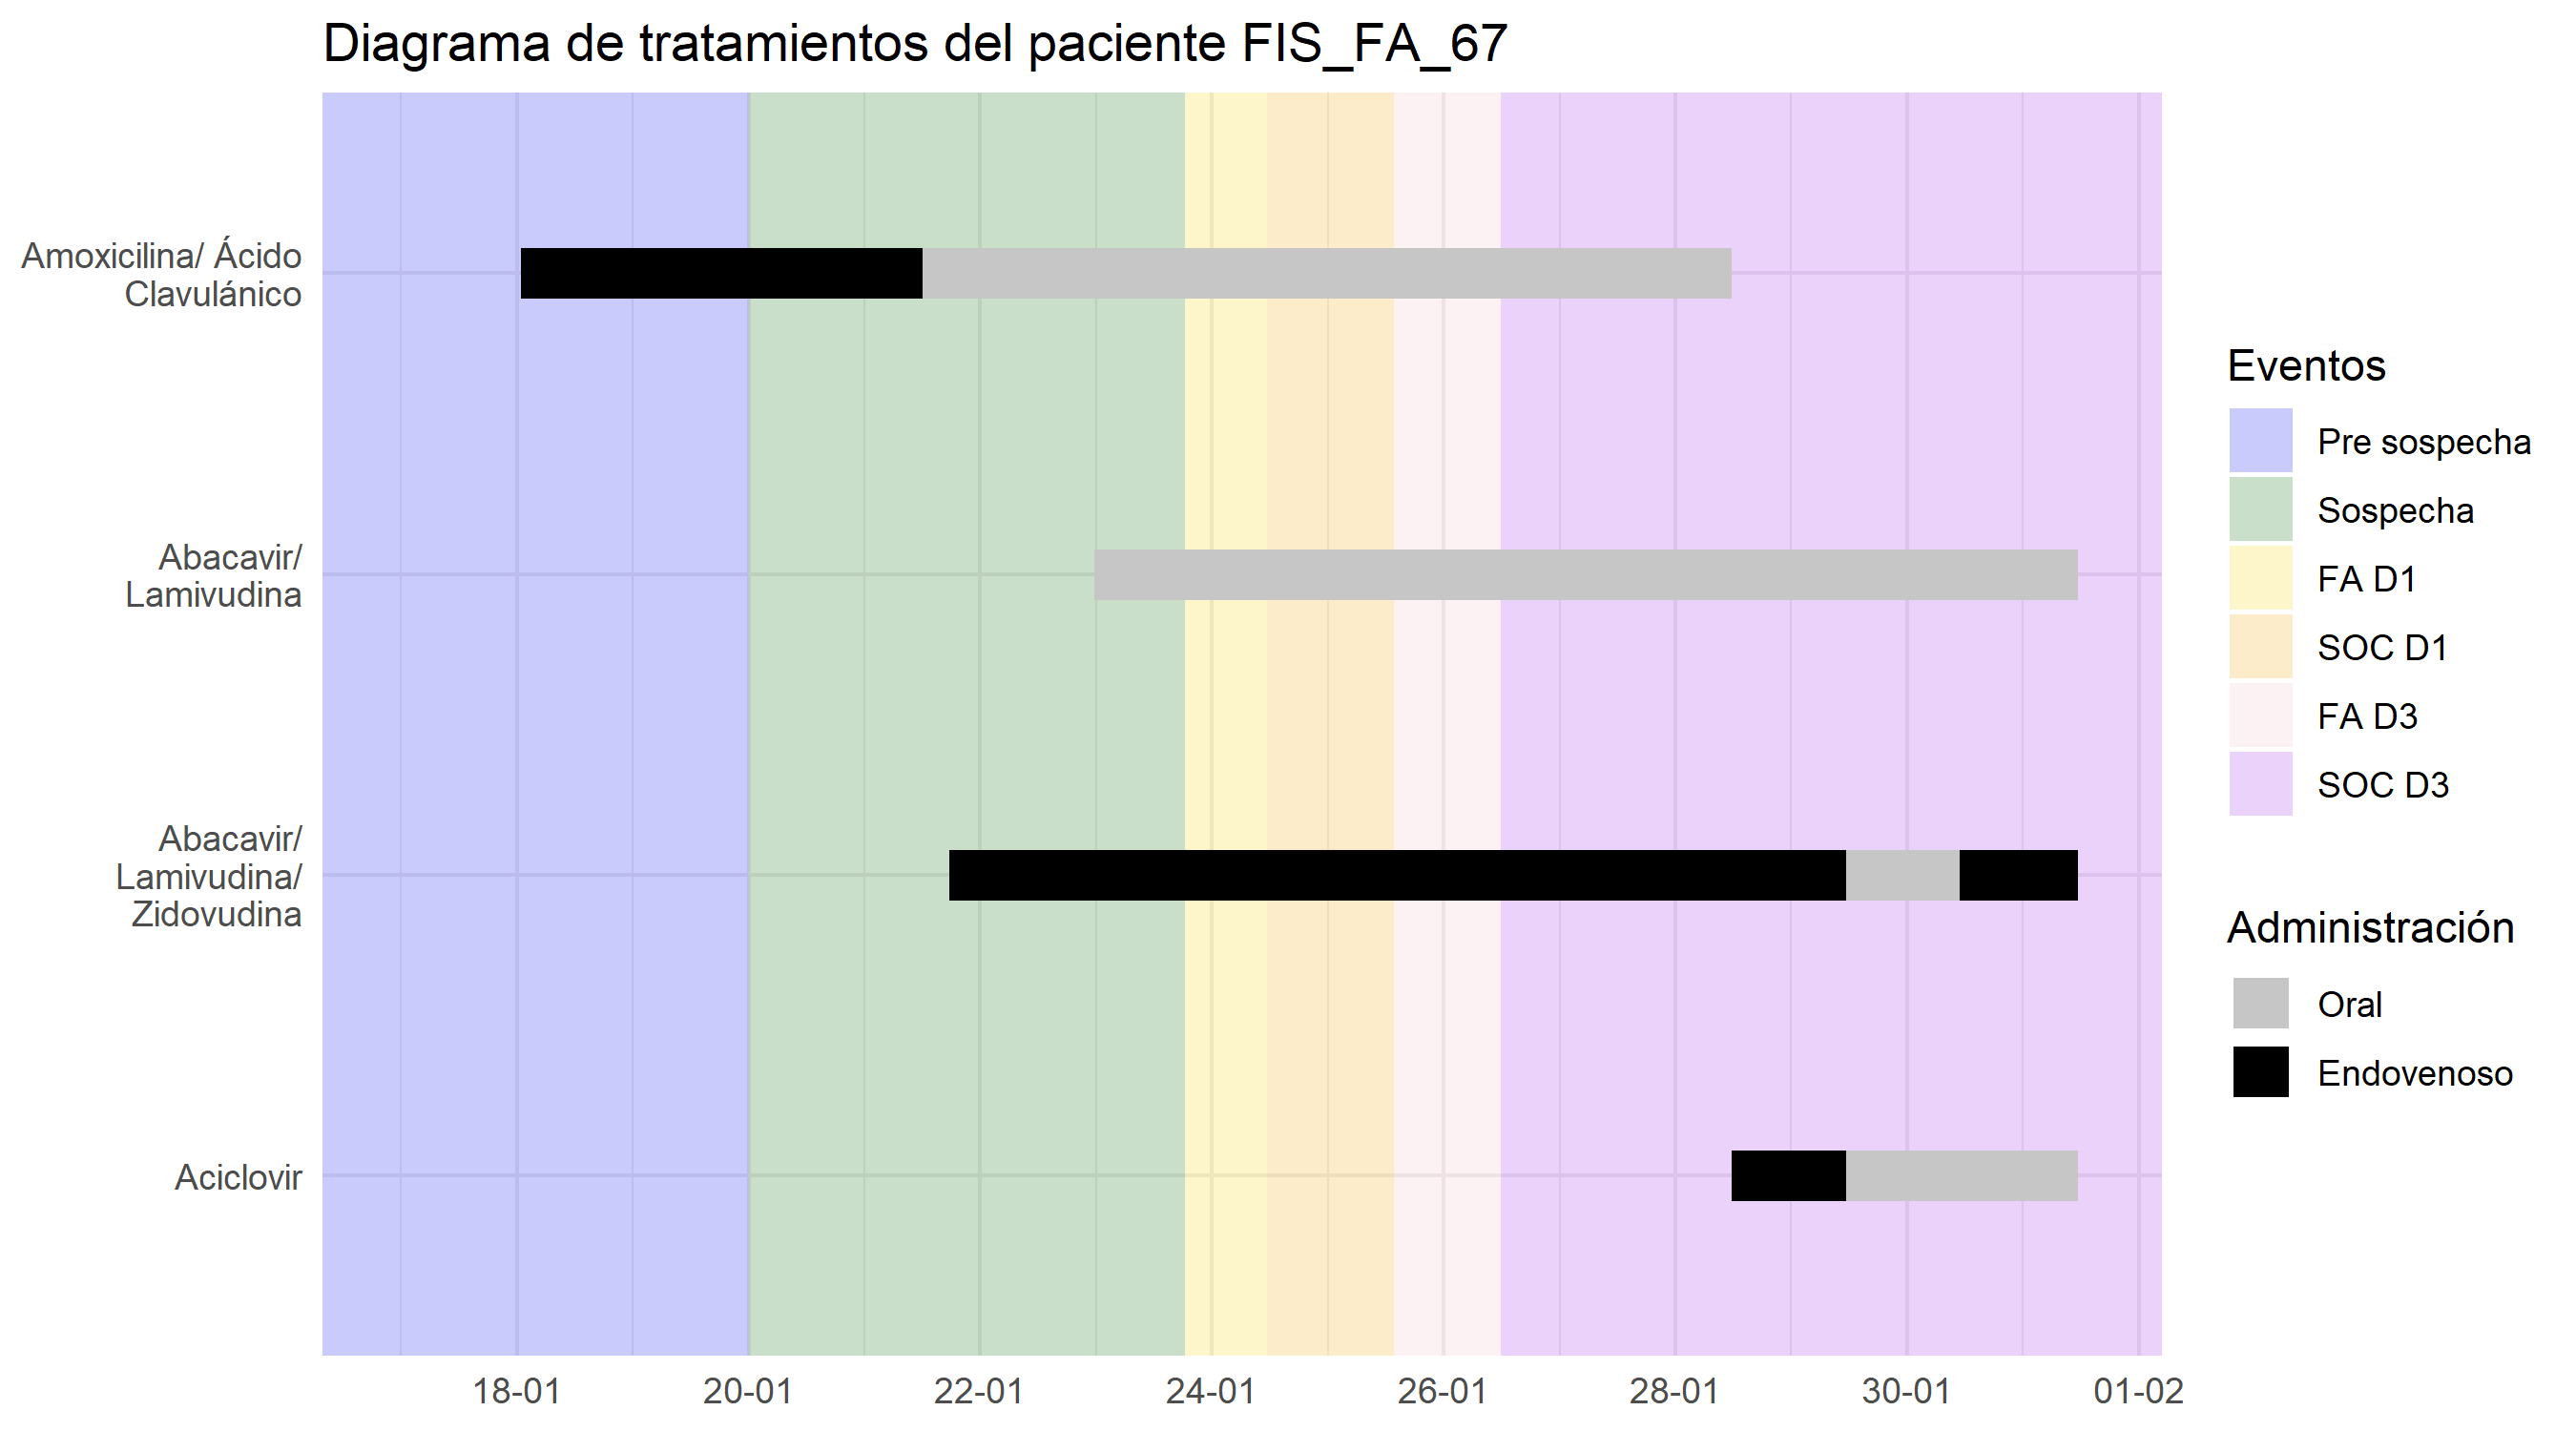 Diagrama de tratamientos del paciente FIS_FA_67
Amoxicilina/ Ácido
Clavulánico
Abacavir/
Lamivudina
Abacavir/
Lamivudina/
Zidovudina
Aciclovir
18-01
20-01
22-01
24-01
26-01
28-01
30-01
01-02
Eventos
Pre sospecha
Sospecha
FA D1
SOC D1
FA D3
SOC D3
Administración
Oral
Endovenoso